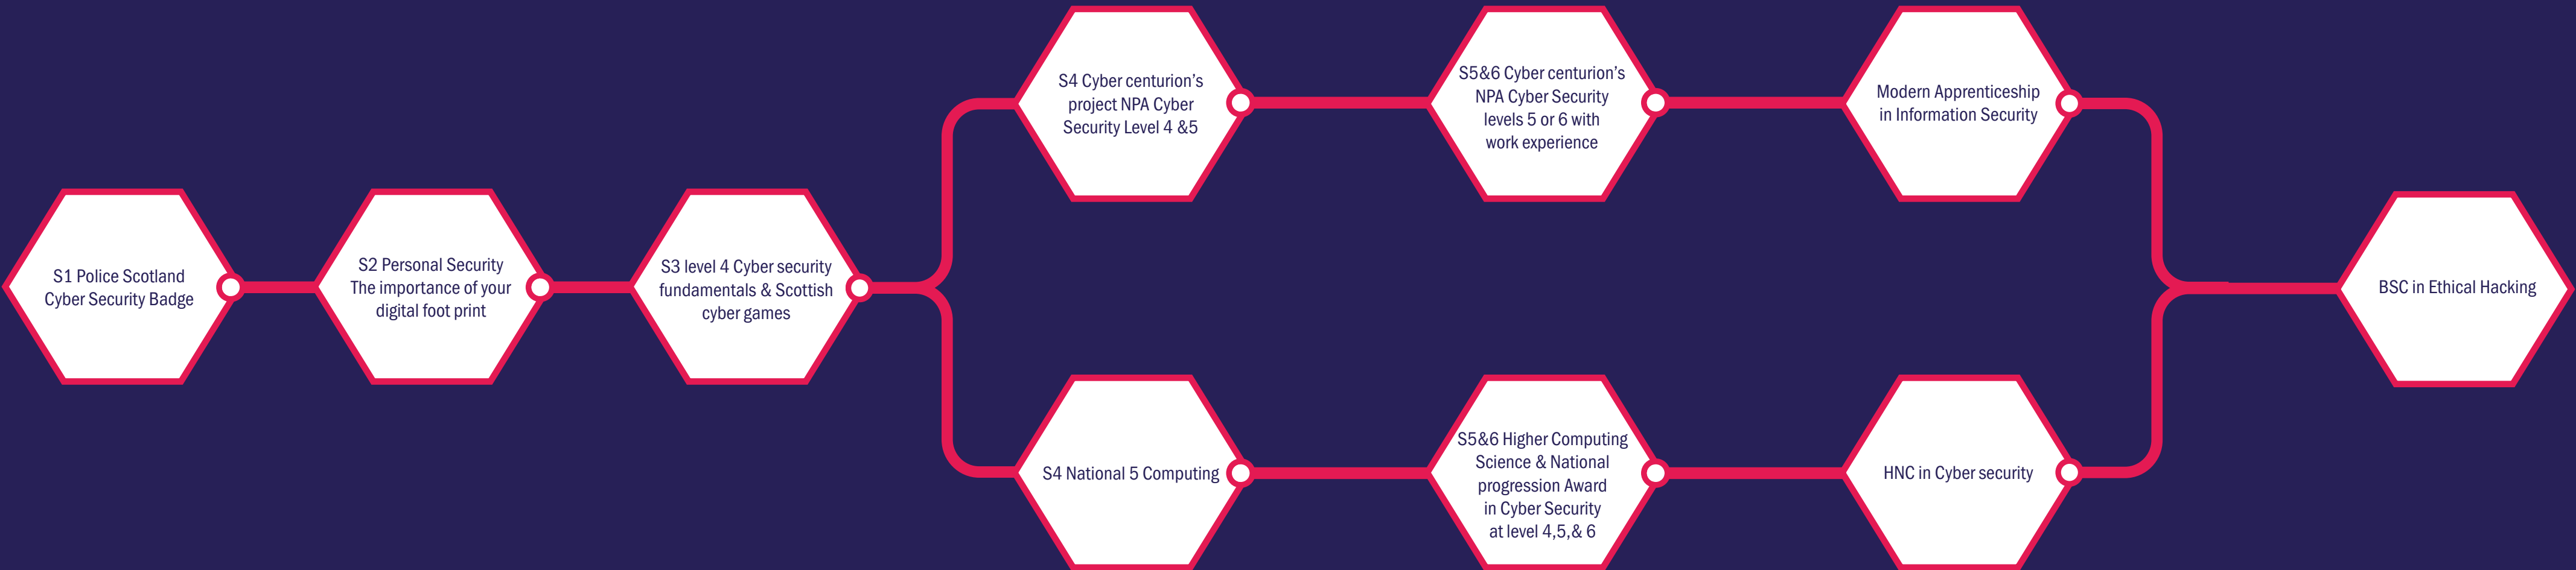 S1 Police Scotland
Cyber Security Badge
S2 Personal Security
The importance of your
digital foot print
S3 level 4 Cyber security
fundamentals & Scottish
cyber games
S4 Cyber centurion’s
project NPA Cyber
Security Level 4 &5
S5&6 Cyber centurion’s
NPA Cyber Security
levels 5 or 6 with
work experience
Modern Apprenticeship
in Information Security
S4 National 5 Computing
S5&6 Higher Computing
Science & National
progression Award
in Cyber Security
at level 4,5,& 6
HNC in Cyber security
BSC in Ethical Hacking